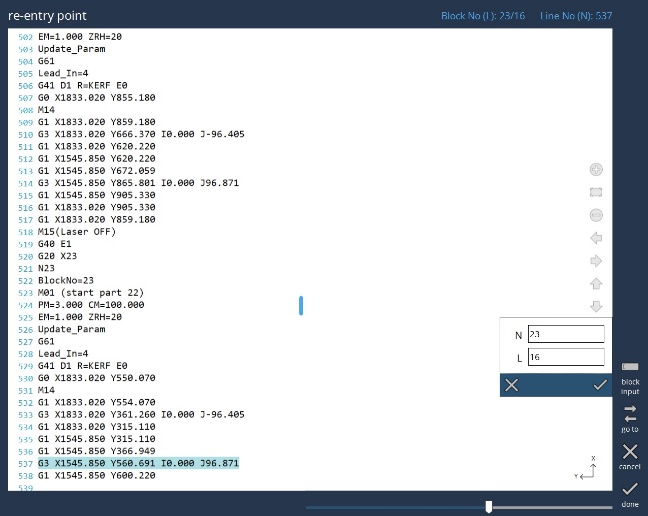 re-entry point
Block No (L): 23/16 Line No (N): 537
502 EM=1.000 ZRH=20
503 Update_Param
504 G61
505 Lead_In=4
506 G41 D1 R=KERF E0
507 G0 X1833.020 Y855.180
508 M14
509 G1 X1833.020 Y859.180
510 G3 X1833.020 Y666.370 I0.000 J-96.405
511 G1 X1833.020 Y620.220
512 G1 X1545.850 Y620.220
513 G1 X1545.850 Y672.059
514 G3 X1545.850 Y865.801 I0.000 J96.871
515 G1 X1545.850 Y905.330
516 G1 X1833.020 Y905.330
517 G1 X1833.020 Y859.180
518 M15(Laser OFF)
519 G40 E1
520 G20 X23
521 N23
522 BlockNo=23
523 M01 (start part 22)
524 PM=3.000 CM=100.000
525 EM=1.000 ZRH=20
526 Update_Param
527 G61
528 Lead_In=4
529 G41 D1 R=KERF E0
530 G0 X1833.020 Y550.070
531 M14
532 G1 X1833.020 Y554.070
533 G3 X1833.020 Y361.260 I0.000 J-96.405
534 G1 X1833.020 Y315.110
535 G1 X1545.850 Y315.110
536 G1 X1545.850 Y366.949
537 G3 X1545.850 Y560.691 I0.000 J96.871
538 G1 X1545.850 Y600.220
539
N 23
L 16
X
Y
block
input
go to
cancel
done